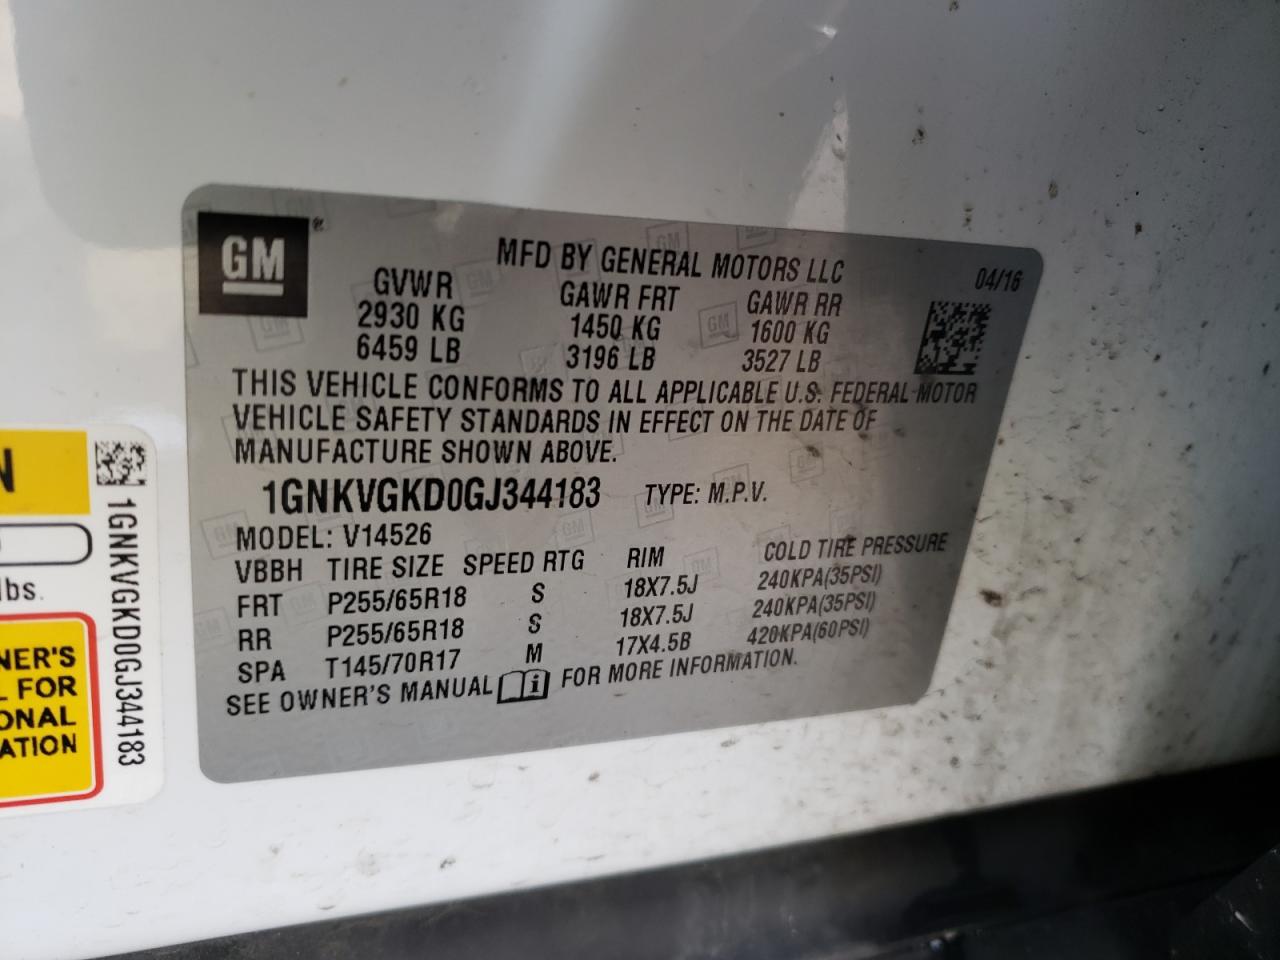 GM
MFD BY GENERAL MOTORS LLC
04/16
GVWR GAWR FRT GAWR RR
2930 KG 1450 KG 1600 KG
6459 LB 3196 LB 3527 LB
THIS VEHICLE CONFORMS TO ALL APPLICABLE U.S. FEDERAL MOTOR
VEHICLE SAFETY STANDARDS IN EFFECT ON THE DATE OF
MANUFACTURE SHOWN ABOVE.
1GNKVGKD0GJ344183 TYPE: M.P.V.
MODEL: V14526
VBBH TIRE SIZE SPEED RTG RIM COLD TIRE PRESSURE
FRT P255/65R18 S 18X7.5J 240KPA(35PSI)
RR P255/65R18 S 18X7.5J 240KPA(35PSI)
SPA T145/70R17 M 17X4.5B 420KPA(60PSI)
SEE OWNER'S MANUAL i FOR MORE INFORMATION.
N
lbs.
NER'S
L FOR
ONAL
ATION
1GNKVGKD0GJ344183